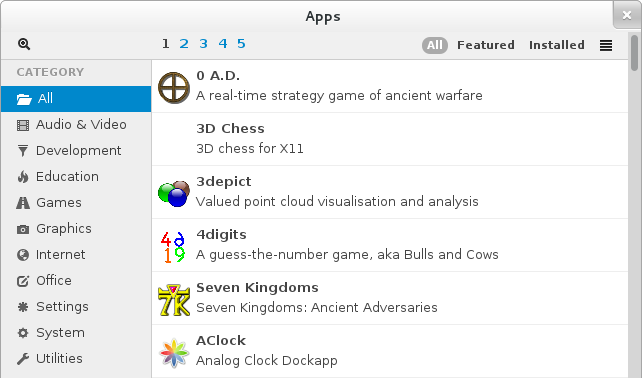 Apps
1 2 3 4 5
All Featured Installed
CATEGORY
All
Audio & Video
Development
Education
Games
Graphics
Internet
Office
Settings
System
Utilities
0 A.D.
A real-time strategy game of ancient warfare
3D Chess
3D chess for X11
3depict
Valued point cloud visualisation and analysis
4digits
A guess-the-number game, aka Bulls and Cows
Seven Kingdoms
Seven Kingdoms: Ancient Adversaries
AClock
Analog Clock Dockapp